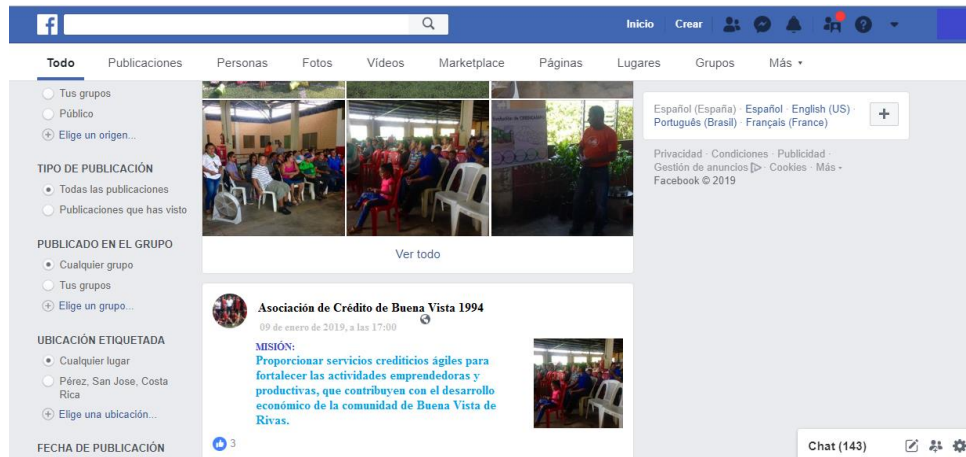 Inicio Crear
Todo Publicaciones Personas Fotos Vídeos Marketplace Páginas Lugares Grupos Más
Tus grupos
Público
Elige un origen...
TIPO DE PUBLICACIÓN
Todas las publicaciones
Publicaciones que has visto
PUBLICADO EN EL GRUPO
Cualquier grupo
Tus grupos
Elige un grupo...
UBICACIÓN ETIQUETADA
Cualquier lugar
Pérez, San Jose, Costa
Rica
Elige una ubicación...
FECHA DE PUBLICACIÓN
Ver todo
Asociación de Crédito de Buena Vista 1994
09 de enero de 2019, a las 17:00
MISIÓN:
Proporcionar servicios crediticios ágiles para
fortalecer las actividades emprendedoras y
productivas, que contribuyen con el desarrollo
económico de la comunidad de Buena Vista de
Rivas.
3
Español (España) · Español · English (US) ·
Português (Brasil) · Français (France)
Privacidad · Condiciones · Publicidad ·
Gestión de anuncios · Cookies · Más
Facebook © 2019
Chat (143)